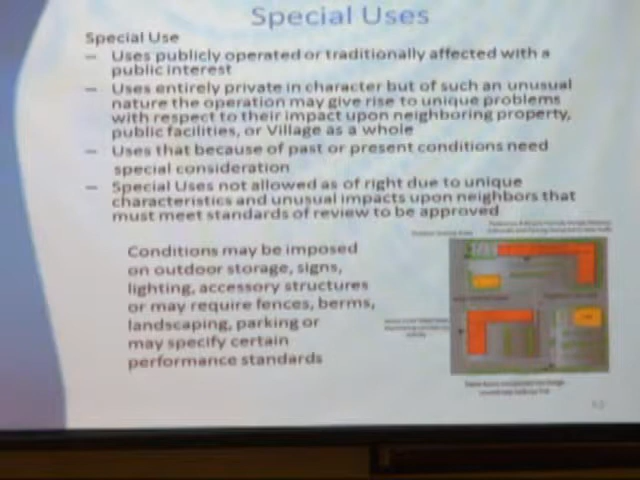 Special Uses
Special Use
– Uses publicly operated or traditionally affected with a
public interest
– Uses entirely private in character but of such an unusual
nature the operation may give rise to unique problems
with respect to their impact upon neighboring property,
public facilities, or Village as a whole
– Uses that because of past or present conditions need
special consideration
– Special Uses not allowed as of right due to unique
characteristics and unusual impacts upon neighbors that
must meet standards of review to be approved
Conditions may be imposed
on outdoor storage, signs,
lighting, accessory structures
or may require fences, berms,
landscaping, parking or
may specify certain
performance standards